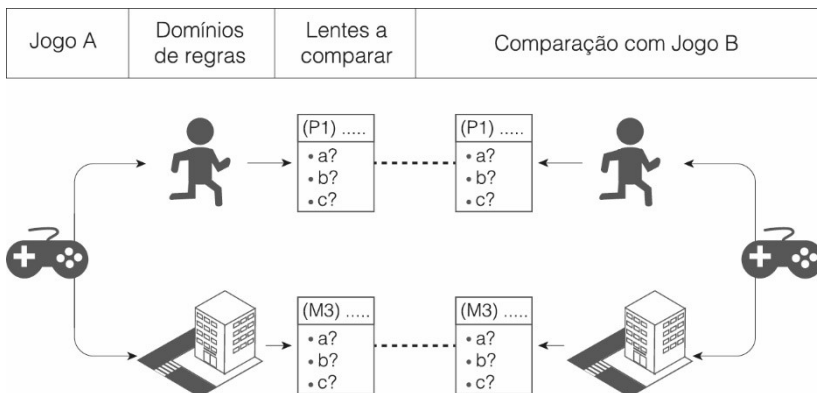 Jogo A
Domínios
de regras
Lentes a
comparar
Comparação com Jogo B
(P1) .....
• a?
• b?
• c?
(P1) .....
• a?
• b?
• c?
(M3) .....
• a?
• b?
• c?
(M3) .....
• a?
• b?
• c?